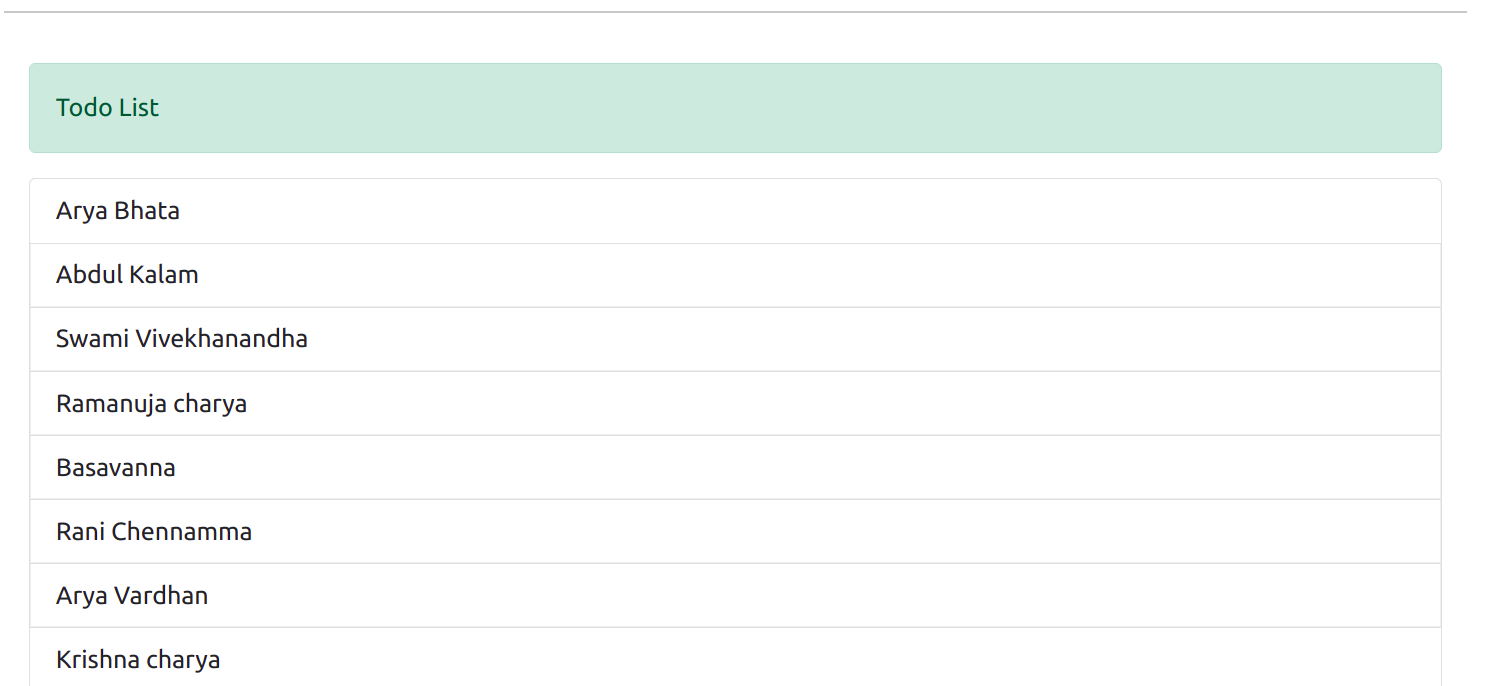 Todo List
Arya Bhata
Abdul Kalam
Swami Vivekhanandha
Ramanuja charya
Basavanna
Rani Chennamma
Arya Vardhan
Krishna charya